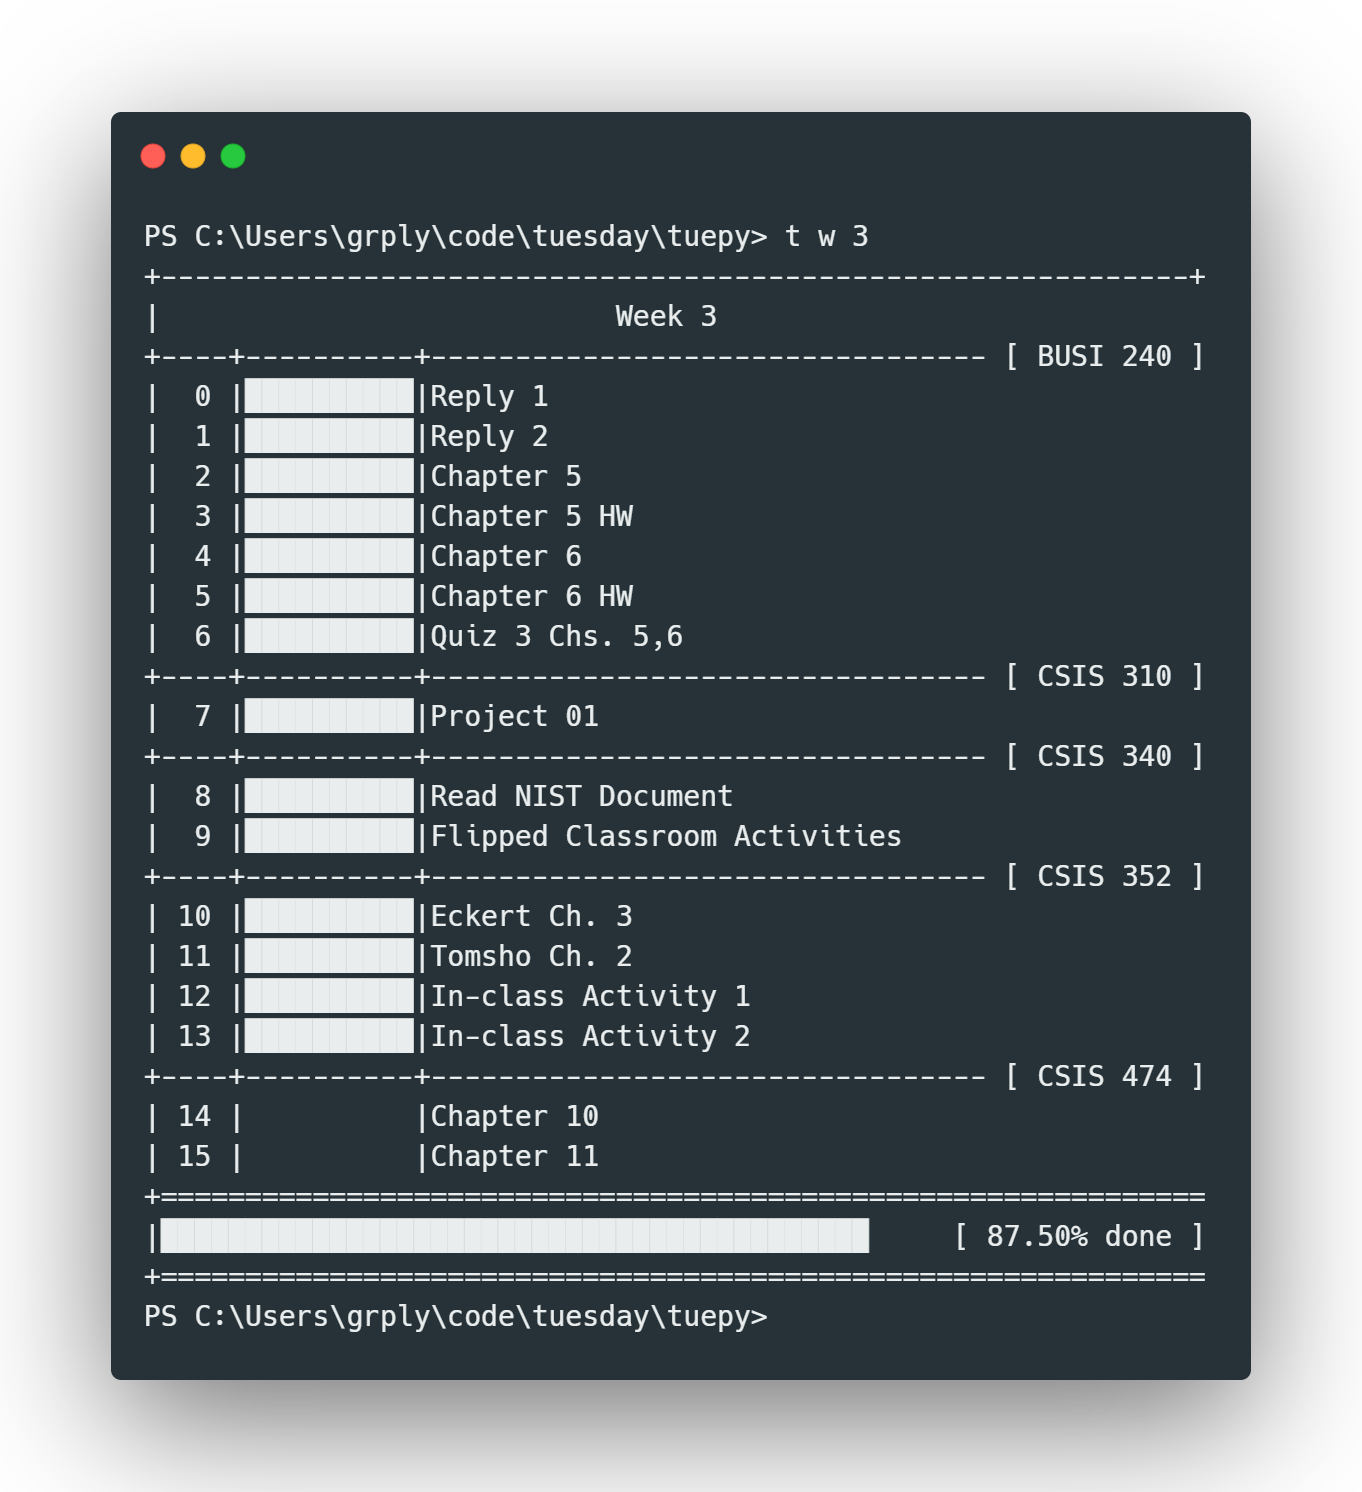 PS C:\Users\grply\code\tuesday\tuepy> t w 3
+-------------------------------------------------------------+
|                           Week 3
+----+----------+--------------------------------- [ BUSI 240 ]
|  0 |██████████|Reply 1
|  1 |██████████|Reply 2
|  2 |██████████|Chapter 5
|  3 |██████████|Chapter 5 HW
|  4 |██████████|Chapter 6
|  5 |██████████|Chapter 6 HW
|  6 |██████████|Quiz 3 Chs. 5,6
+----+----------+--------------------------------- [ CSIS 310 ]
|  7 |██████████|Project 01
+----+----------+--------------------------------- [ CSIS 340 ]
|  8 |██████████|Read NIST Document
|  9 |██████████|Flipped Classroom Activities
+----+----------+--------------------------------- [ CSIS 352 ]
| 10 |██████████|Eckert Ch. 3
| 11 |██████████|Tomsho Ch. 2
| 12 |██████████|In-class Activity 1
| 13 |██████████|In-class Activity 2
+----+----------+--------------------------------- [ CSIS 474 ]
| 14 |          |Chapter 10
| 15 |          |Chapter 11
+==============================================================
|██████████████████████████████████████████     [ 87.50% done ]
+==============================================================
PS C:\Users\grply\code\tuesday\tuepy>